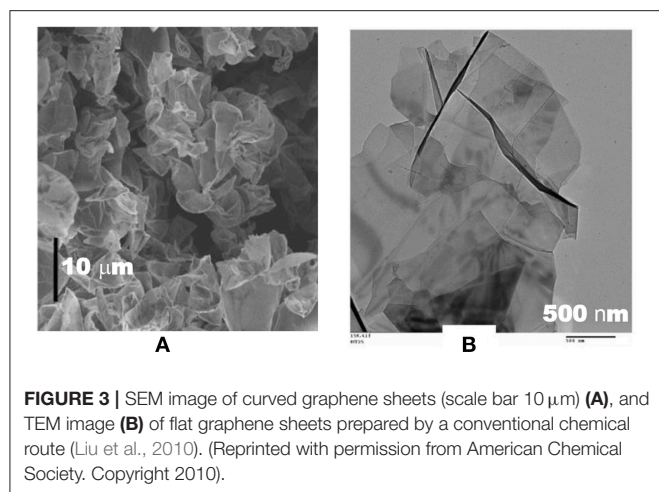 10 μm
500 nm
500 nm
A
B
FIGURE 3 | SEM image of curved graphene sheets (scale bar 10 μm) (A), and
TEM image (B) of flat graphene sheets prepared by a conventional chemical
route (Liu et al., 2010). (Reprinted with permission from American Chemical
Society. Copyright 2010).